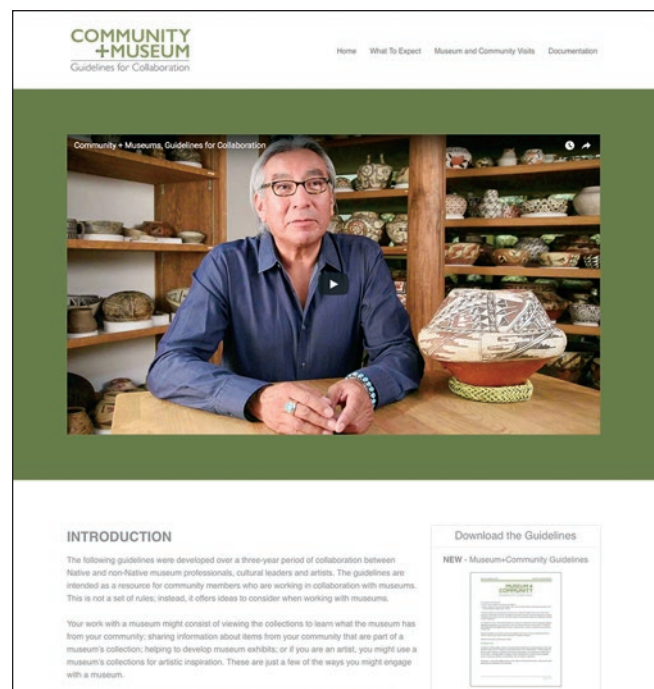 COMMUNITY
+MUSEUM
Guidelines for Collaboration
Home What To Expect Museum and Community Visits Documentation
Community + Museums, Guidelines for Collaboration
INTRODUCTION
The following guidelines were developed over a three-year period of collaboration between
Native and non-Native museum professionals, cultural leaders and artists. The guidelines are
intended as a resource for community members who are working in collaboration with museums.
This is not a set of rules; instead, it offers ideas to consider when working with museums.
Your work with a museum might consist of viewing the collections to learn what the museum has
from your community; sharing information about items from your community that are part of a
museum's collection; helping to develop museum exhibits; or if you are an artist, you might use a
museum's collections for artistic inspiration. These are just a few of the ways you might engage
with a museum.
Download the Guidelines
NEW - Museum+Community Guidelines
MUSEUM +
COMMUNITY